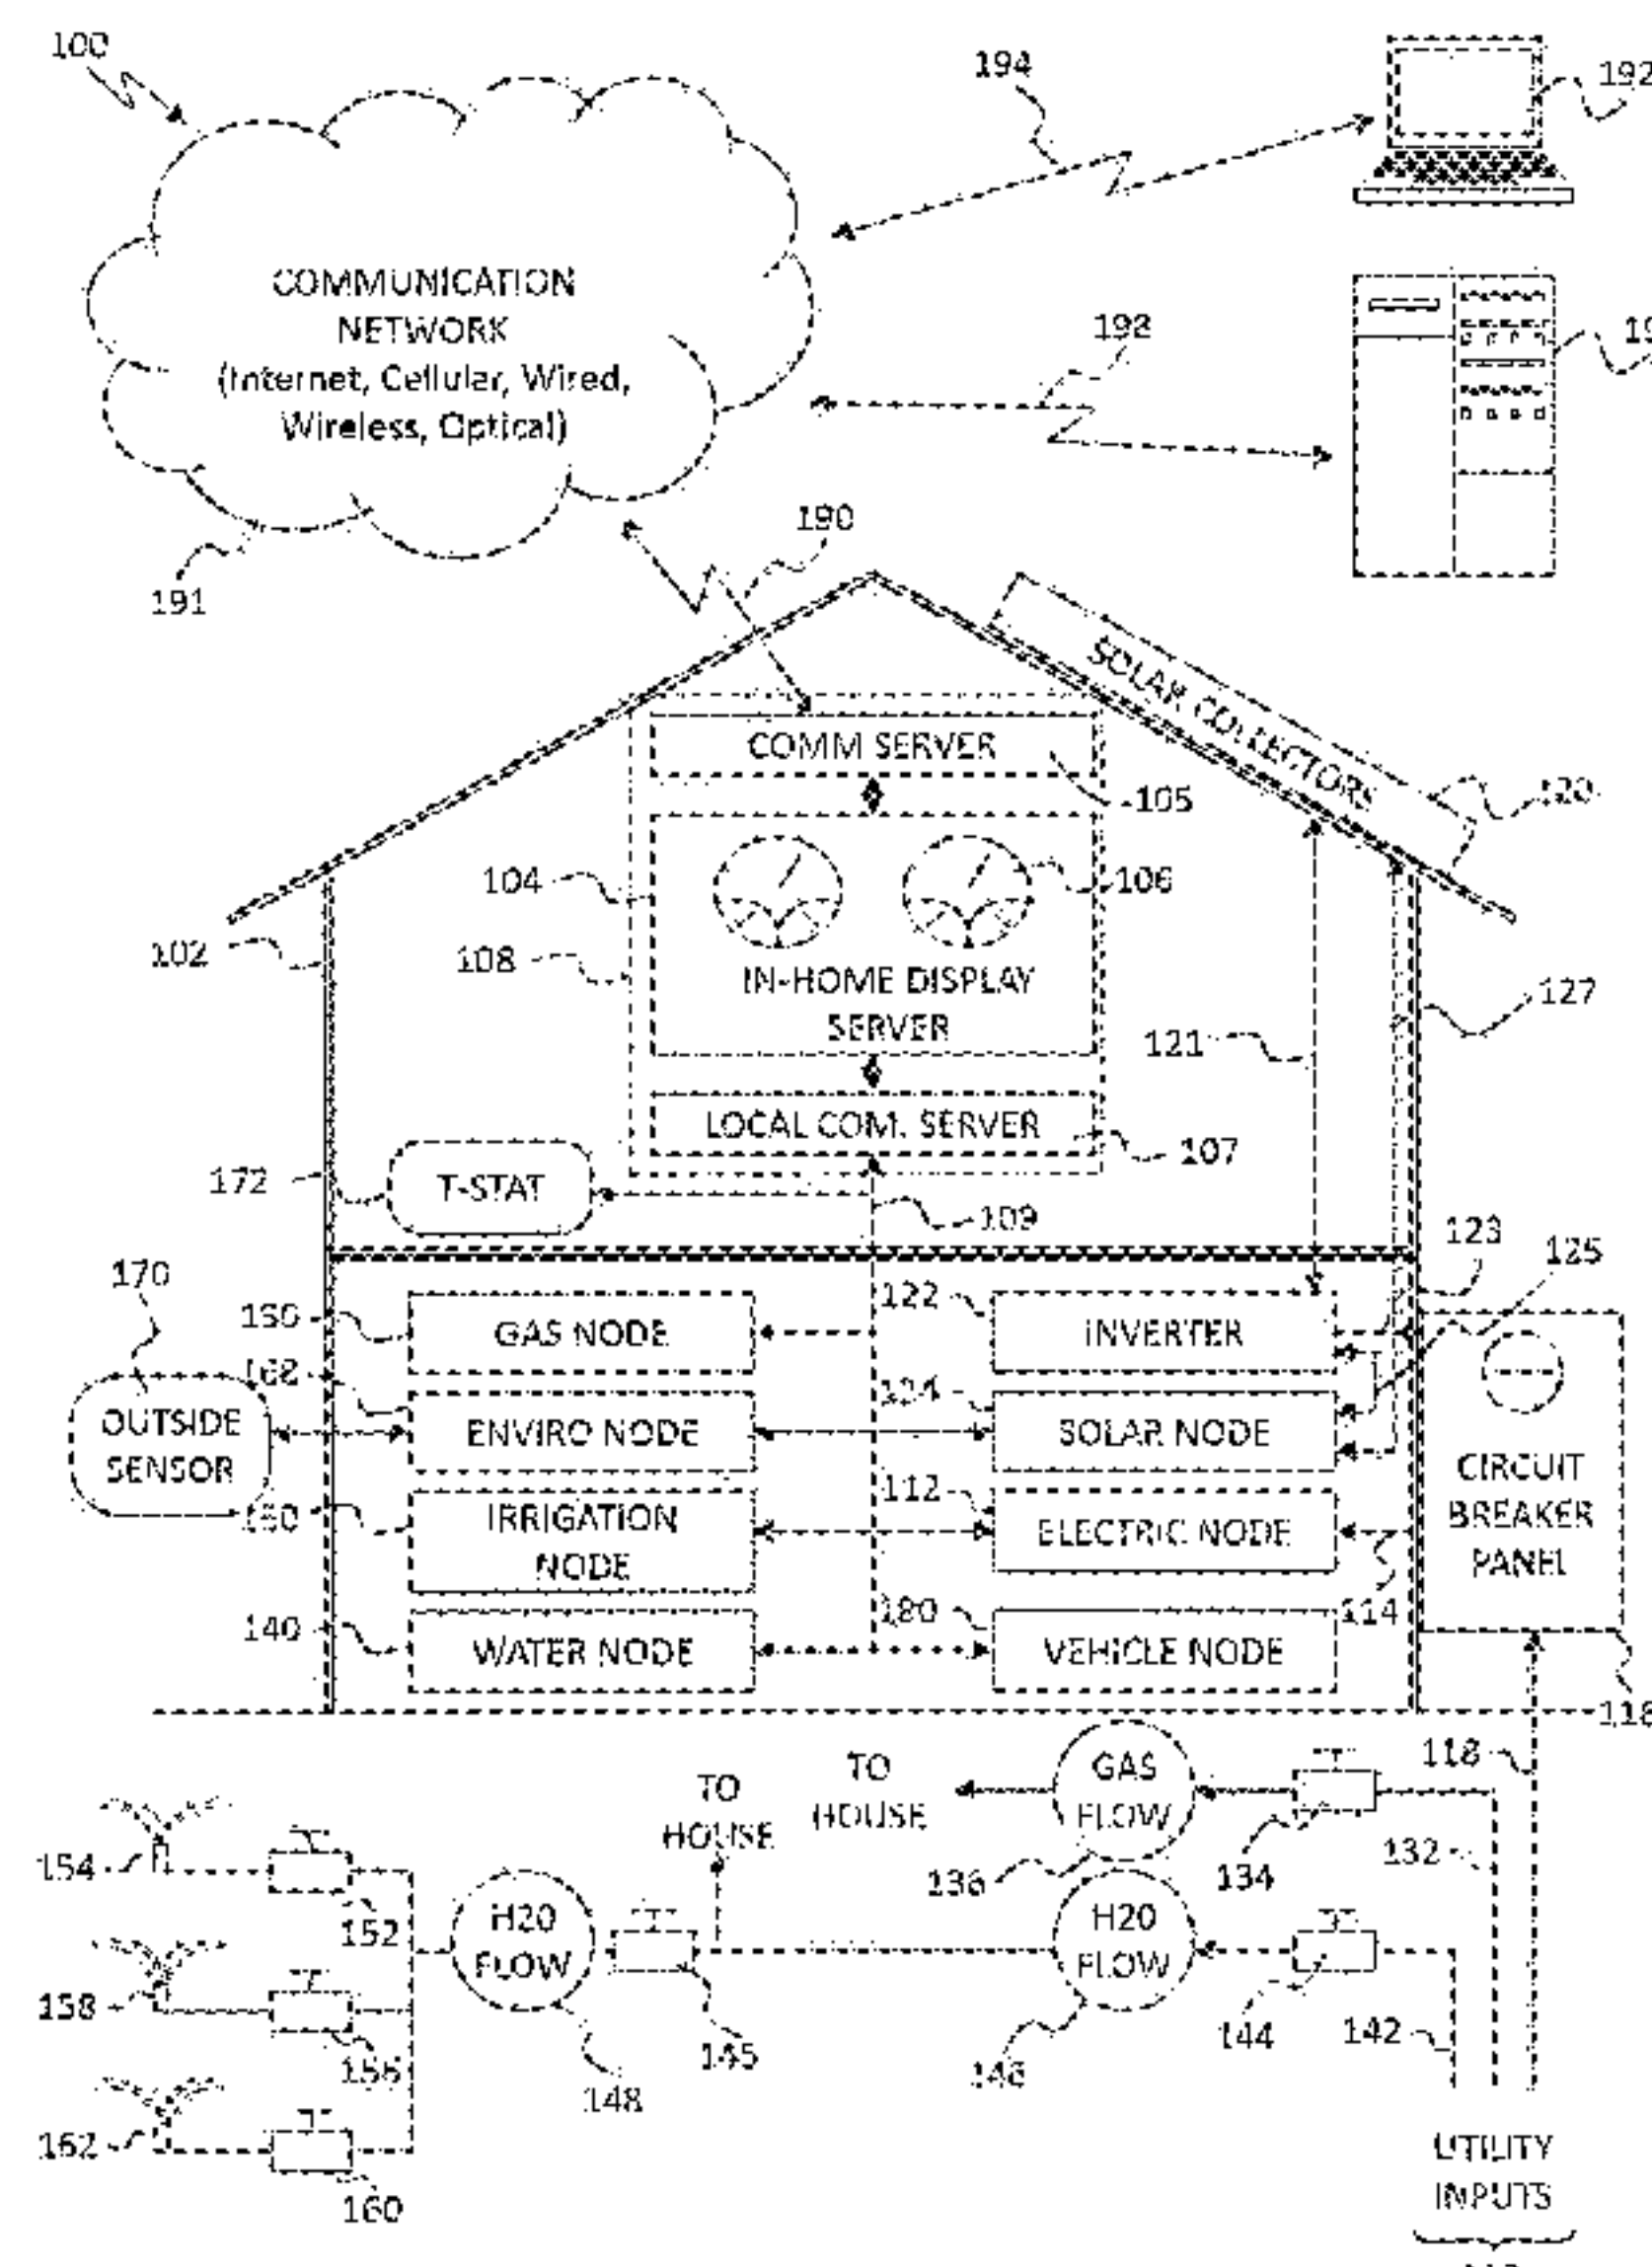 100
194
192
COMMUNICATION
NETWORK
(Internet, Cellular, Wired,
Wireless, Optical)
198
191
190
SOLAR COLLECTORS
120
COMM SERVER
105
104
106
102
108
IN-HOME DISPLAY
SERVER
127
121
LOCAL COM. SERVER
107
172
T-STAT
109
123
125
170
122
GAS NODE
INVERTER
OUTSIDE
SENSOR
ENVIRO NODE
124
SOLAR NODE
CIRCUIT
BREAKER
PANEL
112
IRRIGATION
NODE
ELECTRIC NODE
114
140
WATER NODE
180
VEHICLE NODE
118
TO
HOUSE
TO
HOUSE
GAS
FLOW
136
134
132
154
152
H20
FLOW
H20
FLOW
158
145
146
144
142
148
162
160
UTILITY
INPUTS